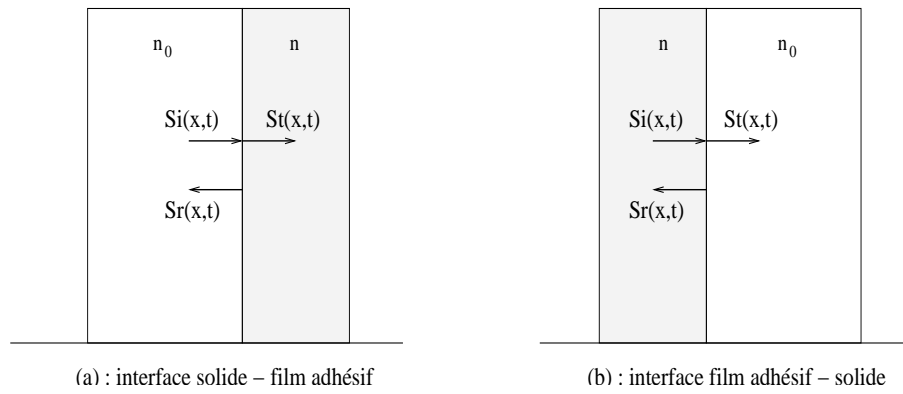 n0 n
Si(x,t) St(x,t)
Sr(x,t)
(a) : interface solide – film adhésif
n n0
Si(x,t) St(x,t)
Sr(x,t)
(b) : interface film adhésif – solide